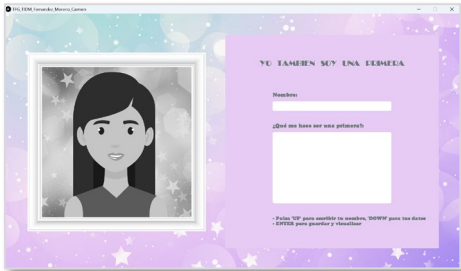 TFG_TIDM_Fernandez_Moreno_Carmen
YO TAMBIEN SOY UNA PRIMERA
Nombre:
¿Qué me hace ser una primera?:
- Pulsa 'UP' para escribir tu nombre, 'DOWN' para tus datos
- ENTER para guardar y visualizar